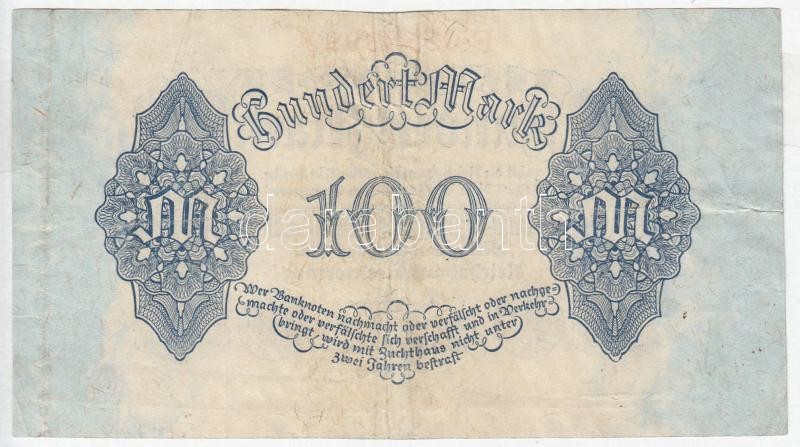 Hundert Mark
M 100 M
darabanth
Wer Banknoten nachmacht oder verfälscht oder nachge-
machte oder verfälschte sich verschafft und in Verkehr
bringt, wird mit Zuchthaus nicht unter
Zwei Jahren bestraft